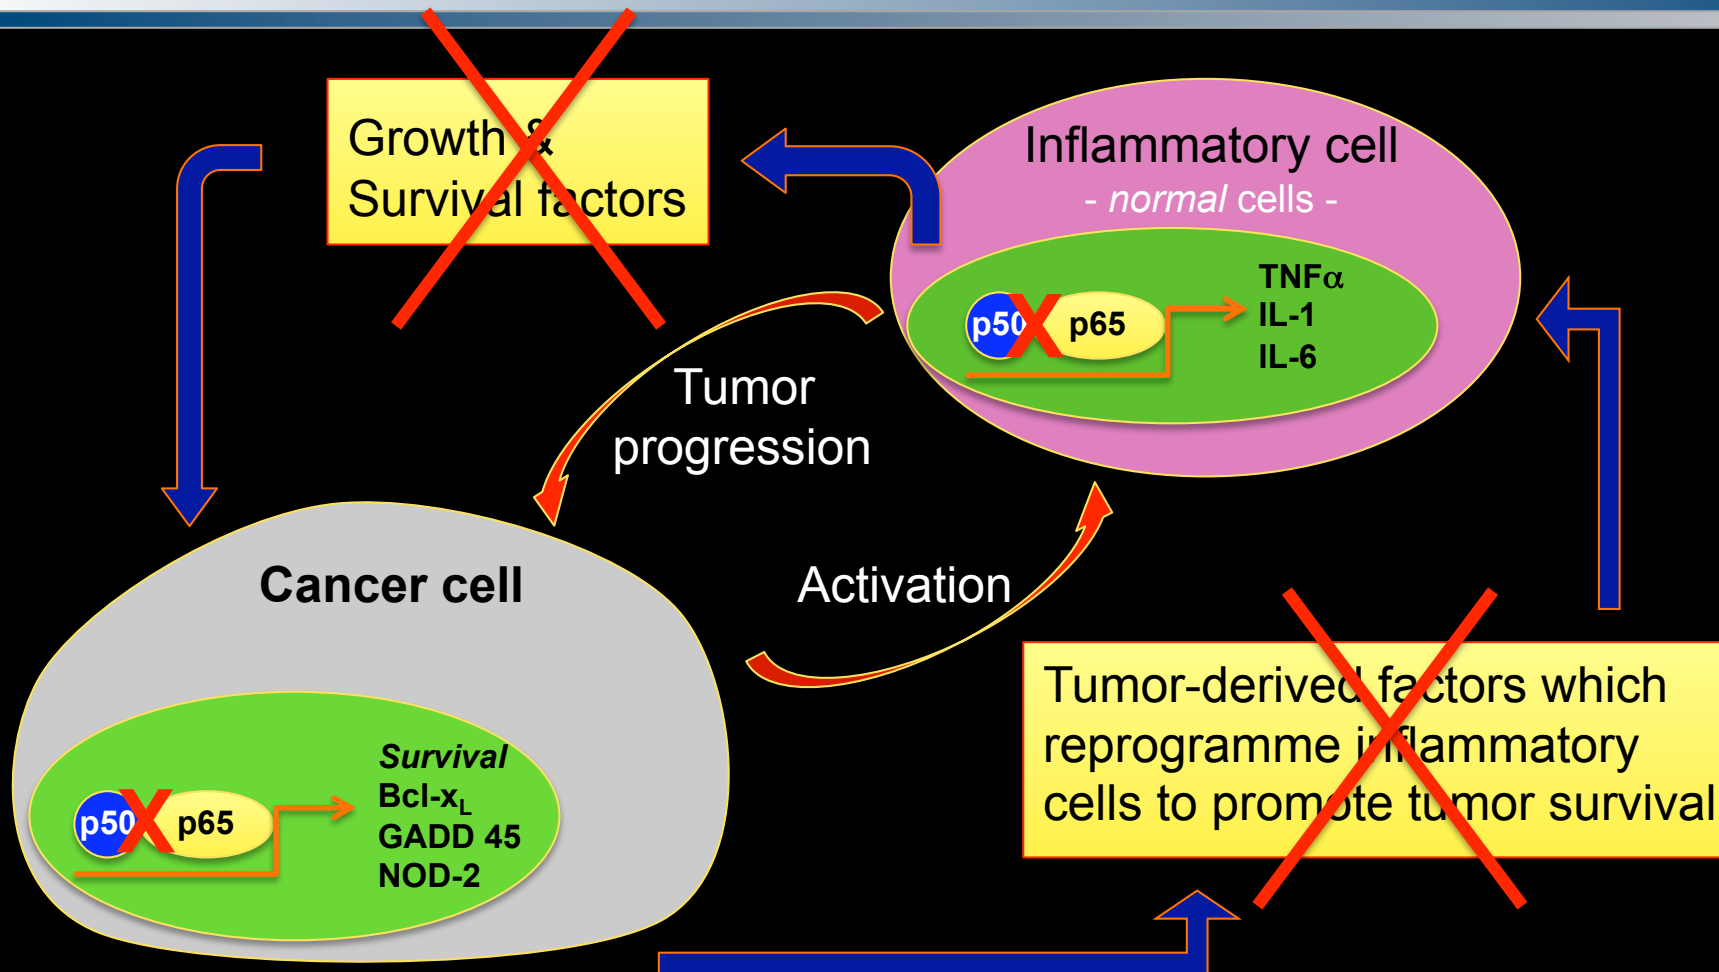 Growth &
Survival factors
Inflammatory cell
- normal cells -
p50 X p65
TNFα
IL-1
IL-6
Tumor
progression
Activation
Cancer cell
p50 X p65
Survival
Bcl-xL
GADD 45
NOD-2
Tumor-derived factors which
reprogramme inflammatory
cells to promote tumor survival